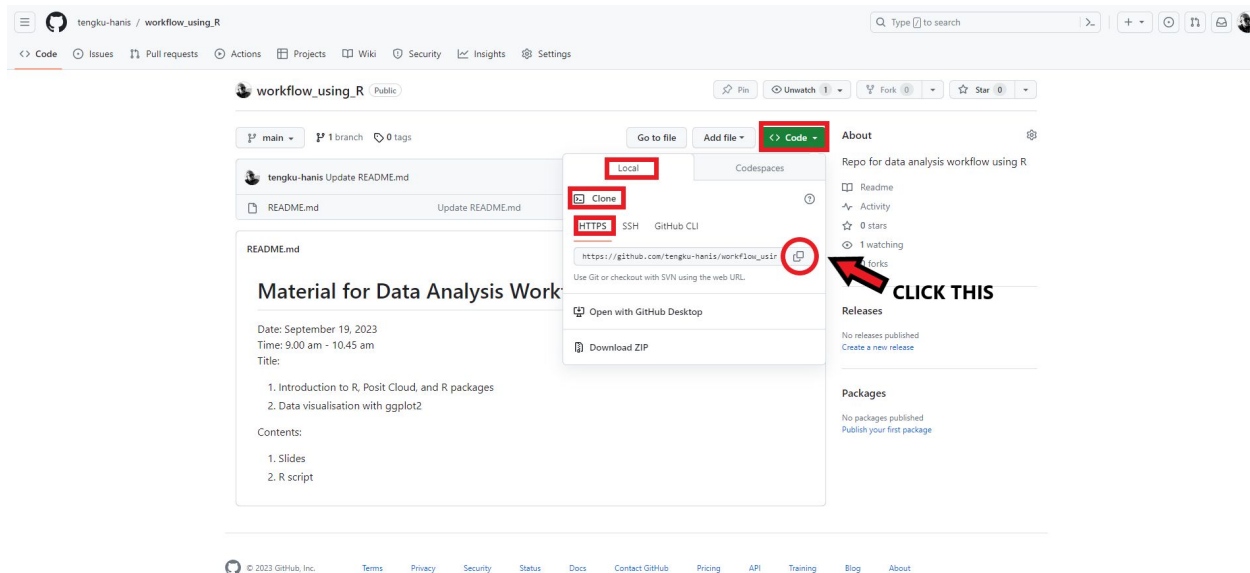 tengku-hanis / workflow_using_R
Type / to search
Code Issues Pull requests Actions Projects Wiki Security Insights Settings
workflow_using_R Public
Pin Unwatch 1 Fork 0 Star 0
main 1 branch 0 tags Go to file Add file <> Code
About
Repo for data analysis workflow using R
Local Codespaces
tengku-hanis Update README.md
Readme
Clone
README.md Update README.md
Activity
HTTPS SSH GitHub CLI
0 stars
1 watching
README.md
https://github.com/tengku-hanis/workflow_usin
forks
Use Git or checkout with SVN using the web URL.
CLICK THIS
Material for Data Analysis Work
Open with GitHub Desktop
Releases
Date: September 19, 2023
No releases published
Time: 9.00 am - 10.45 am
Download ZIP
Create a new release
Title:
1. Introduction to R, Posit Cloud, and R packages
Packages
2. Data visualisation with ggplot2
No packages published
Contents:
Publish your first package
1. Slides
2. R script
© 2023 GitHub, Inc. Terms Privacy Security Status Docs Contact GitHub Pricing API Training Blog About